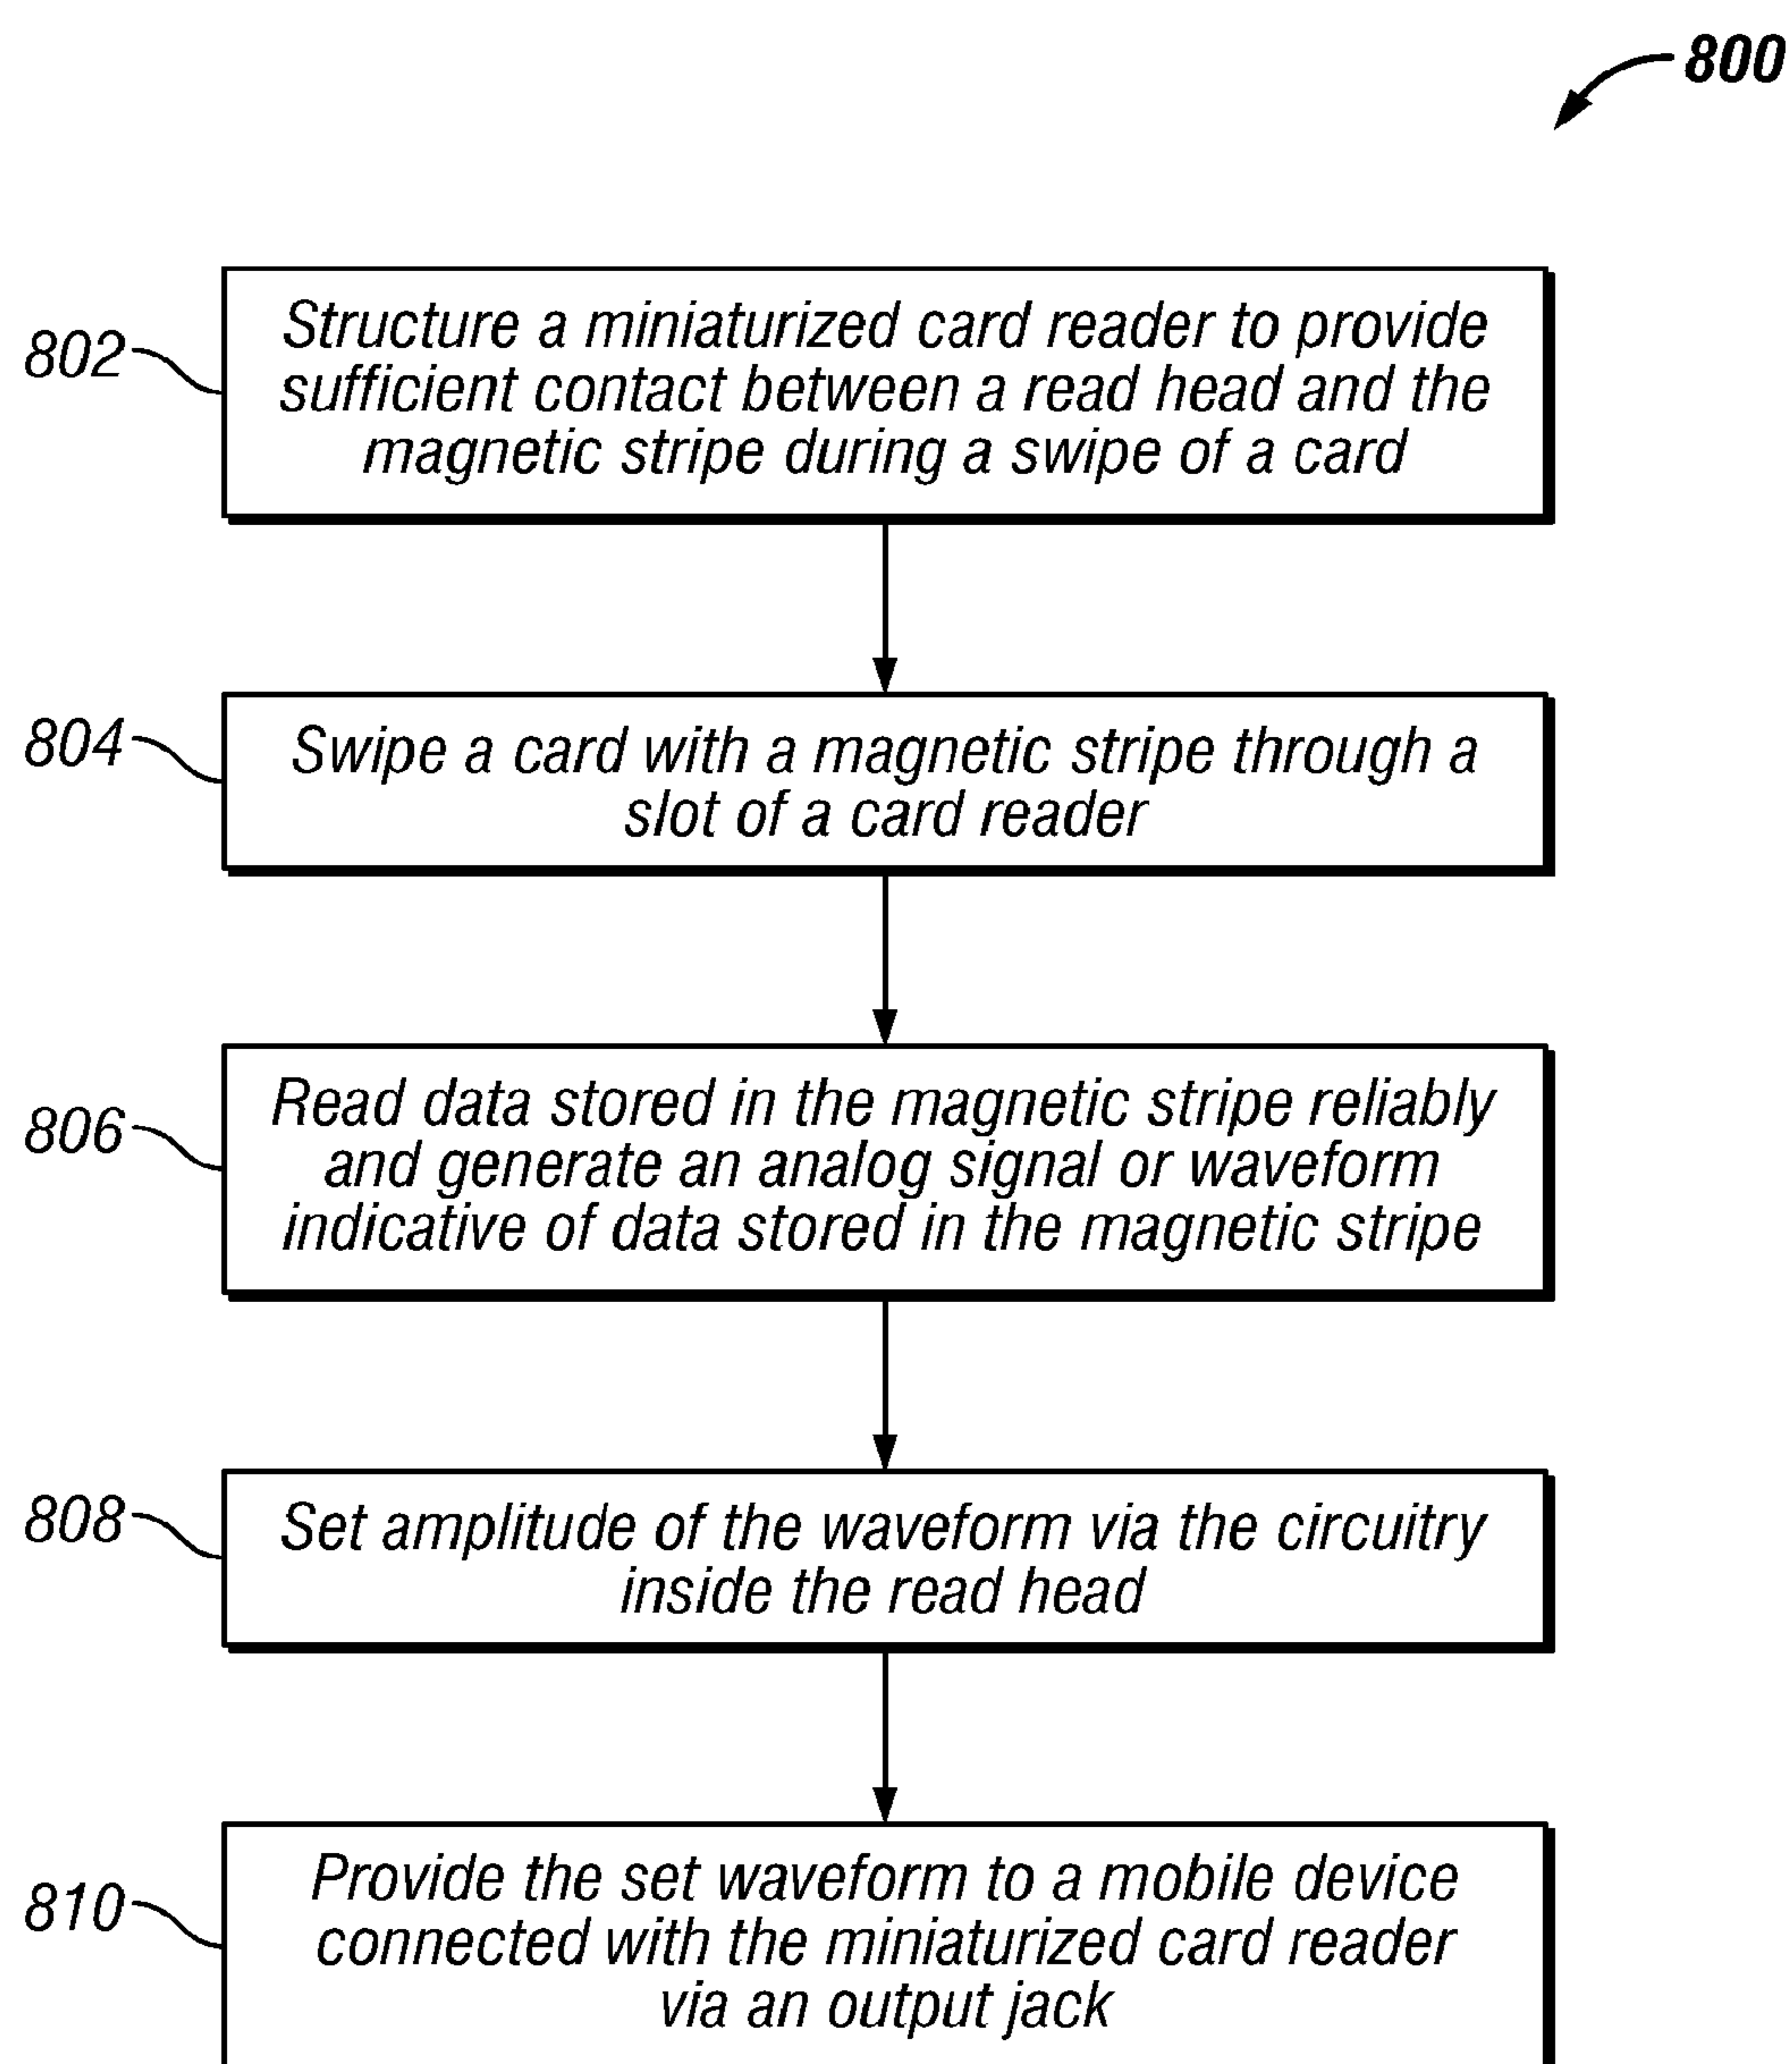 800
802
Structure a miniaturized card reader to provide
sufficient contact between a read head and the
magnetic stripe during a swipe of a card
804
Swipe a card with a magnetic stripe through a
slot of a card reader
806
Read data stored in the magnetic stripe reliably
and generate an analog signal or waveform
indicative of data stored in the magnetic stripe
808
Set amplitude of the waveform via the circuitry
inside the read head
810
Provide the set waveform to a mobile device
connected with the miniaturized card reader
via an output jack